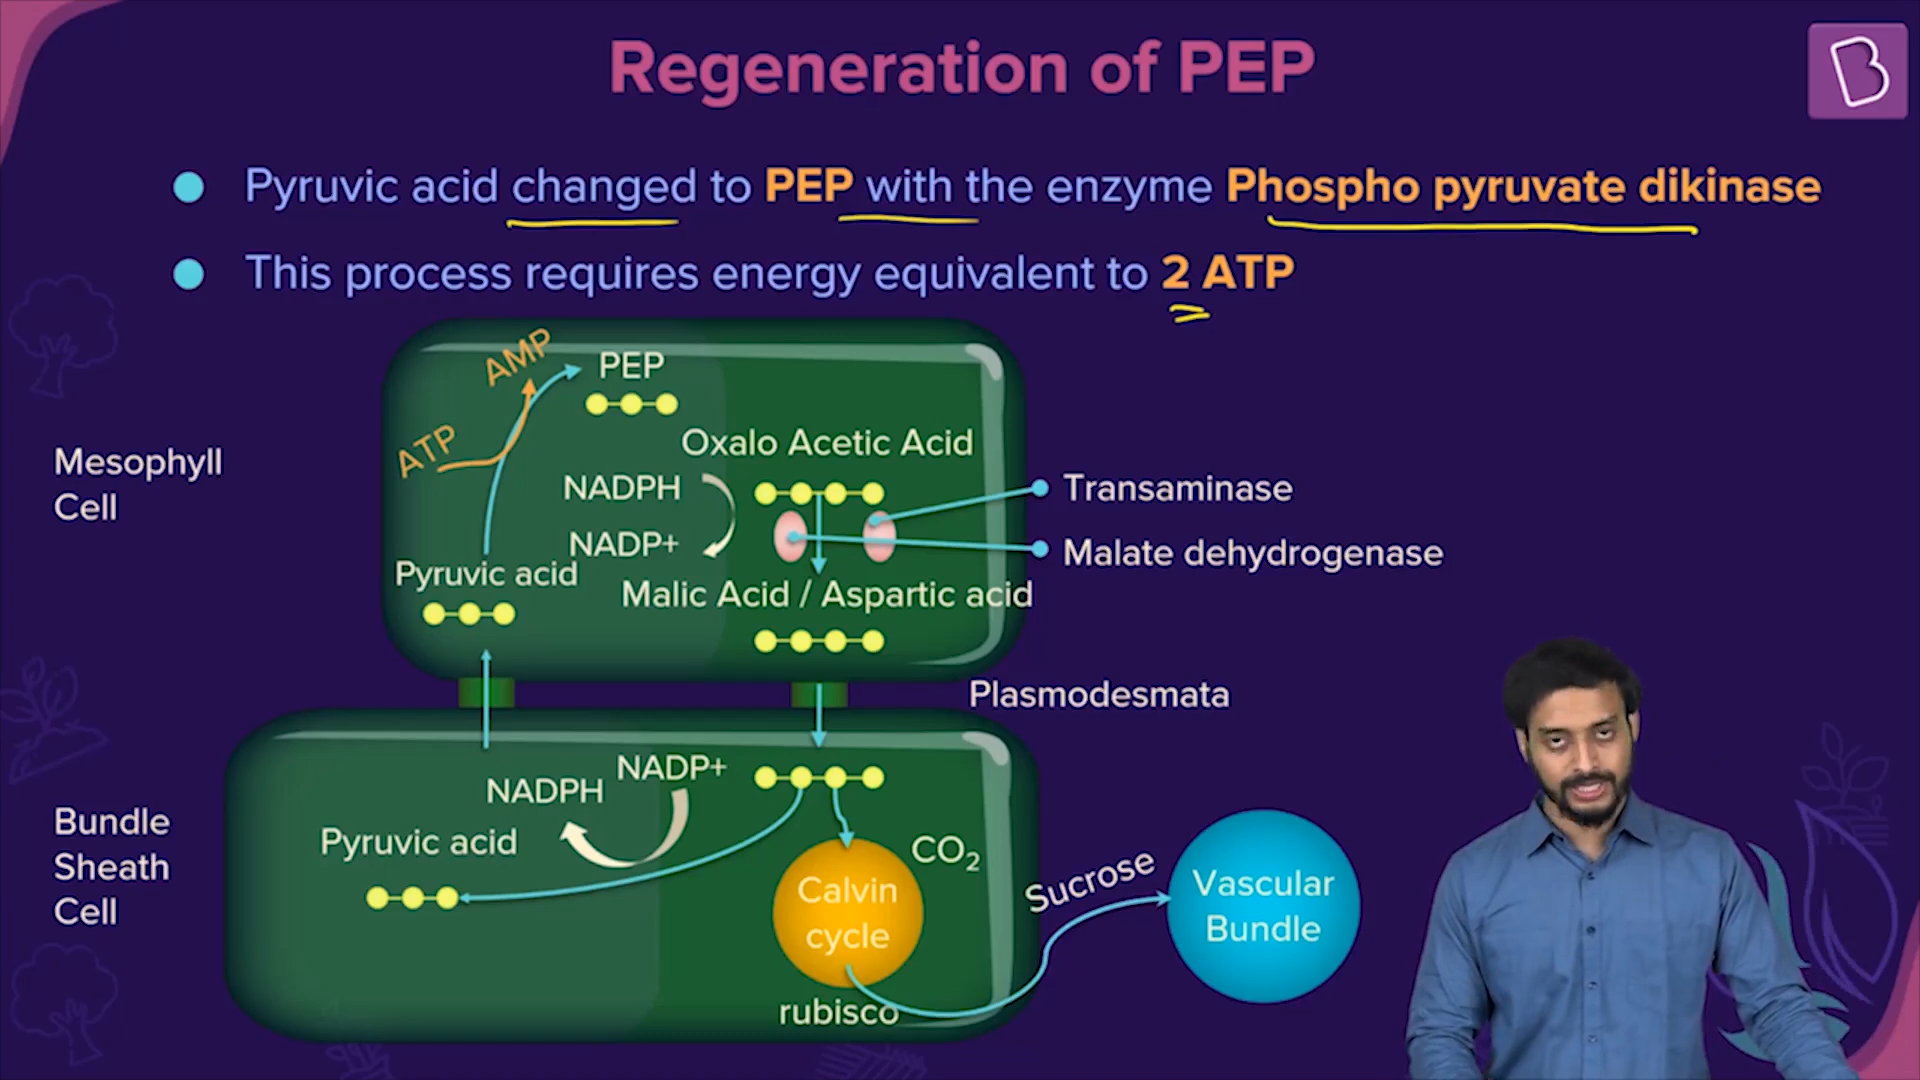 Regeneration of PEP
B
Pyruvic acid changed to PEP with the enzyme Phospho pyruvate dikinase
This process requires energy equivalent to 2 ATP
AMP
PEP
ATP
Oxalo Acetic Acid
Mesophyll
Cell
NADPH
Transaminase
NADP+
Malate dehydrogenase
Pyruvic acid
Malic Acid / Aspartic acid
Plasmodesmata
NADP+
NADPH
Bundle
Sheath
Cell
Pyruvic acid
CO₂
Calvin
cycle
Sucrose
Vascular
Bundle
rubisco